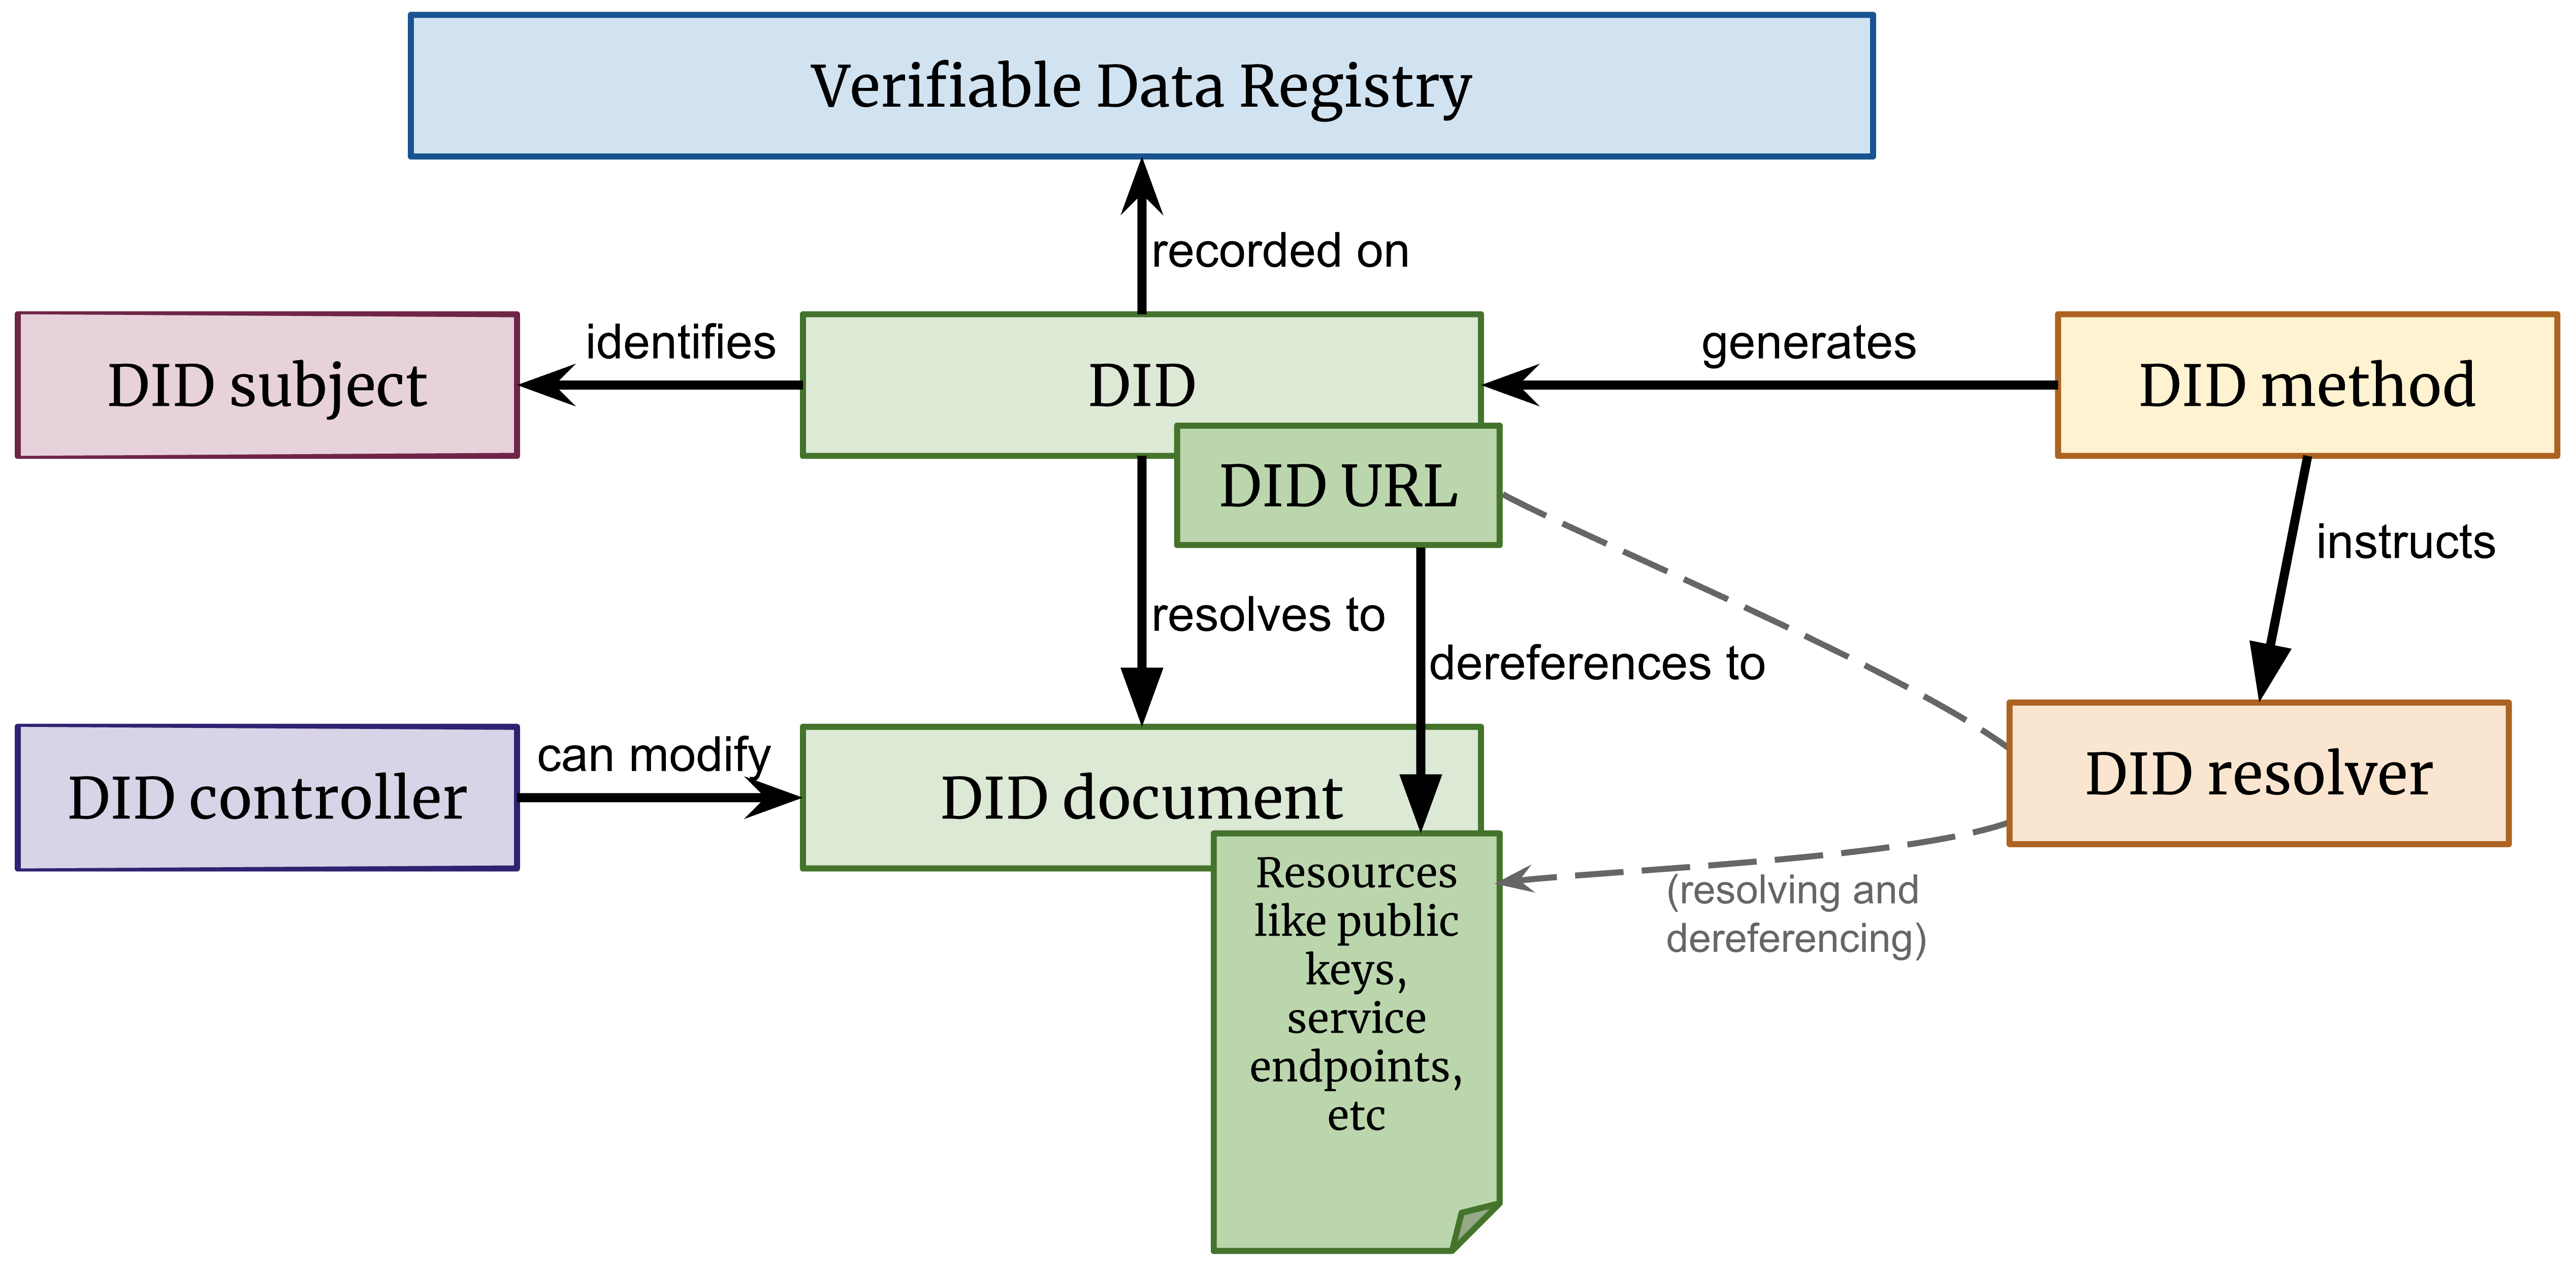 Verifiable Data Registry
recorded on
DID subject
identifies
DID
generates
DID method
DID URL
instructs
resolves to
dereferences to
DID controller
can modify
DID document
DID resolver
Resources
like public
keys,
service
endpoints,
etc
(resolving and
dereferencing)